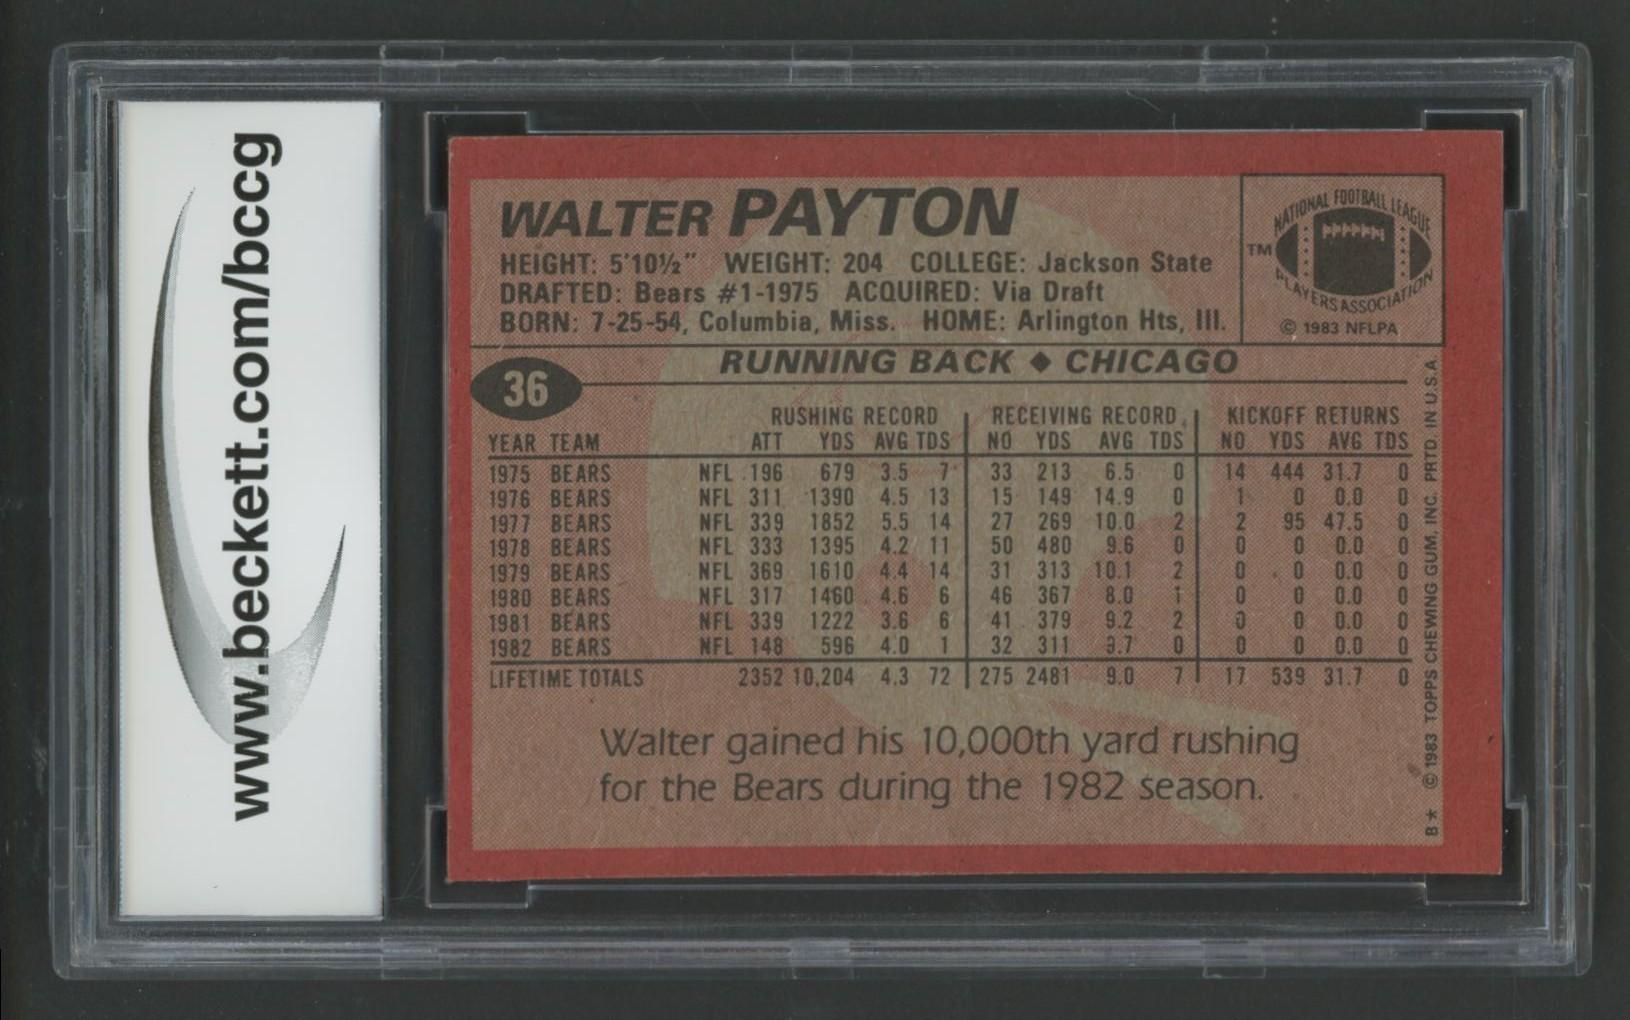 www.beckett.com/bccg
WALTER PAYTON
HEIGHT: 5'10½" WEIGHT: 204 COLLEGE: Jackson State
DRAFTED: Bears #1-1975 ACQUIRED: Via Draft
BORN: 7-25-54, Columbia, Miss. HOME: Arlington Hts, Ill.
NATIONAL FOOTBALL LEAGUE
TM
PLAYERS ASSOCIATION
© 1983 NFLPA
RUNNING BACK ◆ CHICAGO
36
RUSHING RECORD RECEIVING RECORD KICKOFF RETURNS
YEAR TEAM ATT YDS AVG TDS NO YDS AVG TDS NO YDS AVG TDS
1975 BEARS NFL 196 679 3.5 7 33 213 6.5 0 14 444 31.7 0
1976 BEARS NFL 311 1390 4.5 13 15 149 14.9 0 1 0 0.0 0
1977 BEARS NFL 339 1852 5.5 14 27 269 10.0 2 2 95 47.5 0
1978 BEARS NFL 333 1395 4.2 11 50 480 9.6 0 0 0 0.0 0
1979 BEARS NFL 369 1610 4.4 14 31 313 10.1 2 0 0 0.0 0
1980 BEARS NFL 317 1460 4.6 6 46 367 8.0 1 0 0 0.0 0
1981 BEARS NFL 339 1222 3.6 6 41 379 9.2 2 0 0 0.0 0
1982 BEARS NFL 148 596 4.0 1 32 311 9.7 0 0 0 0.0 0
LIFETIME TOTALS 2352 10,204 4.3 72 275 2481 9.0 7 17 539 31.7 0
Walter gained his 10,000th yard rushing
for the Bears during the 1982 season.
B* © 1983 TOPPS CHEWING GUM, INC. PRTD. IN U.S.A